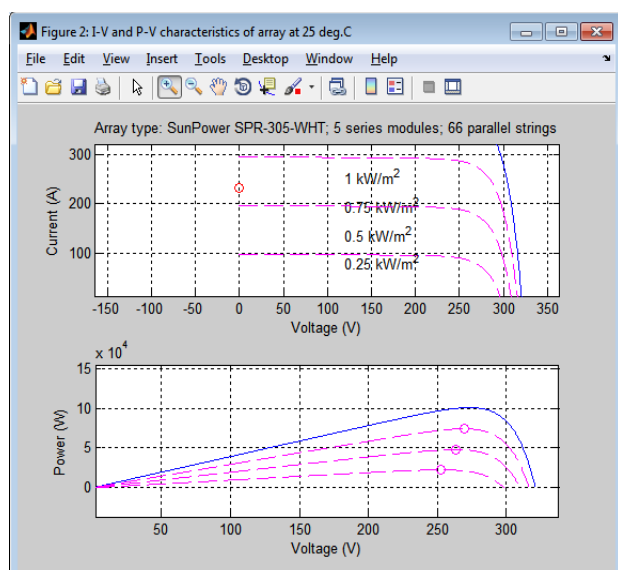 Figure 2: I-V and P-V characteristics of array at 25 deg.C
File Edit View Insert Tools Desktop Window Help
Array type: SunPower SPR-305-WHT; 5 series modules; 66 parallel strings
300
200
100
Current (A)
1 kW/m²
0.75 kW/m²
0.5 kW/m²
0.25 kW/m²
-150 -100 -50 0 50 100 150 200 250 300 350
Voltage (V)
x 10⁴
15
10
5
0
Power (W)
50 100 150 200 250 300
Voltage (V)